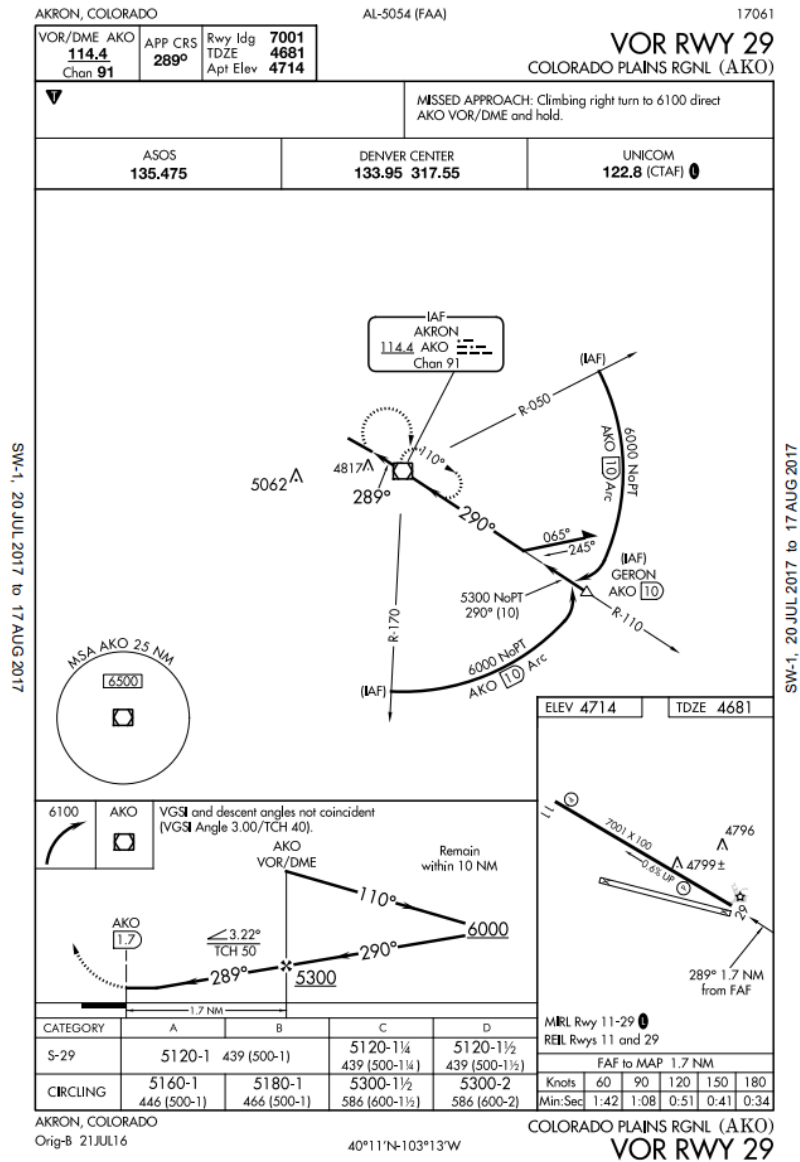 AKRON, COLORADO
AL-5054 (FAA)
17061
VOR/DME AKO
114.4
Chan 91
APP CRS
289°
Rwy ldg 7001
TDZE 4681
Apt Elev 4714
VOR RWY 29
COLORADO PLAINS RGNL (AKO)
T
MISSED APPROACH: Climbing right turn to 6100 direct
AKO VOR/DME and hold.
ASOS
135.475
DENVER CENTER
133.95 317.55
UNICOM
122.8 (CTAF) L
IAF
AKRON
114.4 AKO
Chan 91
(IAF)
R-050
6000 NoPT
AKO 10 Arc
110°
4817
5062
289°
290°
065°
245°
(IAF)
GERON
AKO 10
5300 NoPT
290° (10)
R-110
R-170
6000 NoPT
AKO 10 Arc
(IAF)
MSA AKO 25 NM
6500
SW-1, 20 JUL 2017 to 17 AUG 2017
SW-1, 20 JUL 2017 to 17 AUG 2017
ELEV 4714
TDZE 4681
11
7001 X 100
0.6% UP
P
P
4796
4799±
29
289° 1.7 NM
from FAF
MIRL Rwy 11-29 L
REIL Rwys 11 and 29
FAF to MAP 1.7 NM
Knots 60 90 120 150 180
Min:Sec 1:42 1:08 0:51 0:41 0:34
6100
AKO
VGSI and descent angles not coincident
(VGSI Angle 3.00/TCH 40).
AKO
VOR/DME
Remain
within 10 NM
110°
6000
290°
AKO
1.7
3.22°
TCH 50
289°
5300
1.7 NM
CATEGORY A B C D
S-29 5120-1 439 (500-1) 5120-1¼ 439 (500-1¼) 5120-1½ 439 (500-1½)
CIRCLING 5160-1 446 (500-1) 5180-1 466 (500-1) 5300-1½ 586 (600-1½) 5300-2 586 (600-2)
AKRON, COLORADO
Orig-B 21JUL16
40°11'N-103°13'W
COLORADO PLAINS RGNL (AKO)
VOR RWY 29